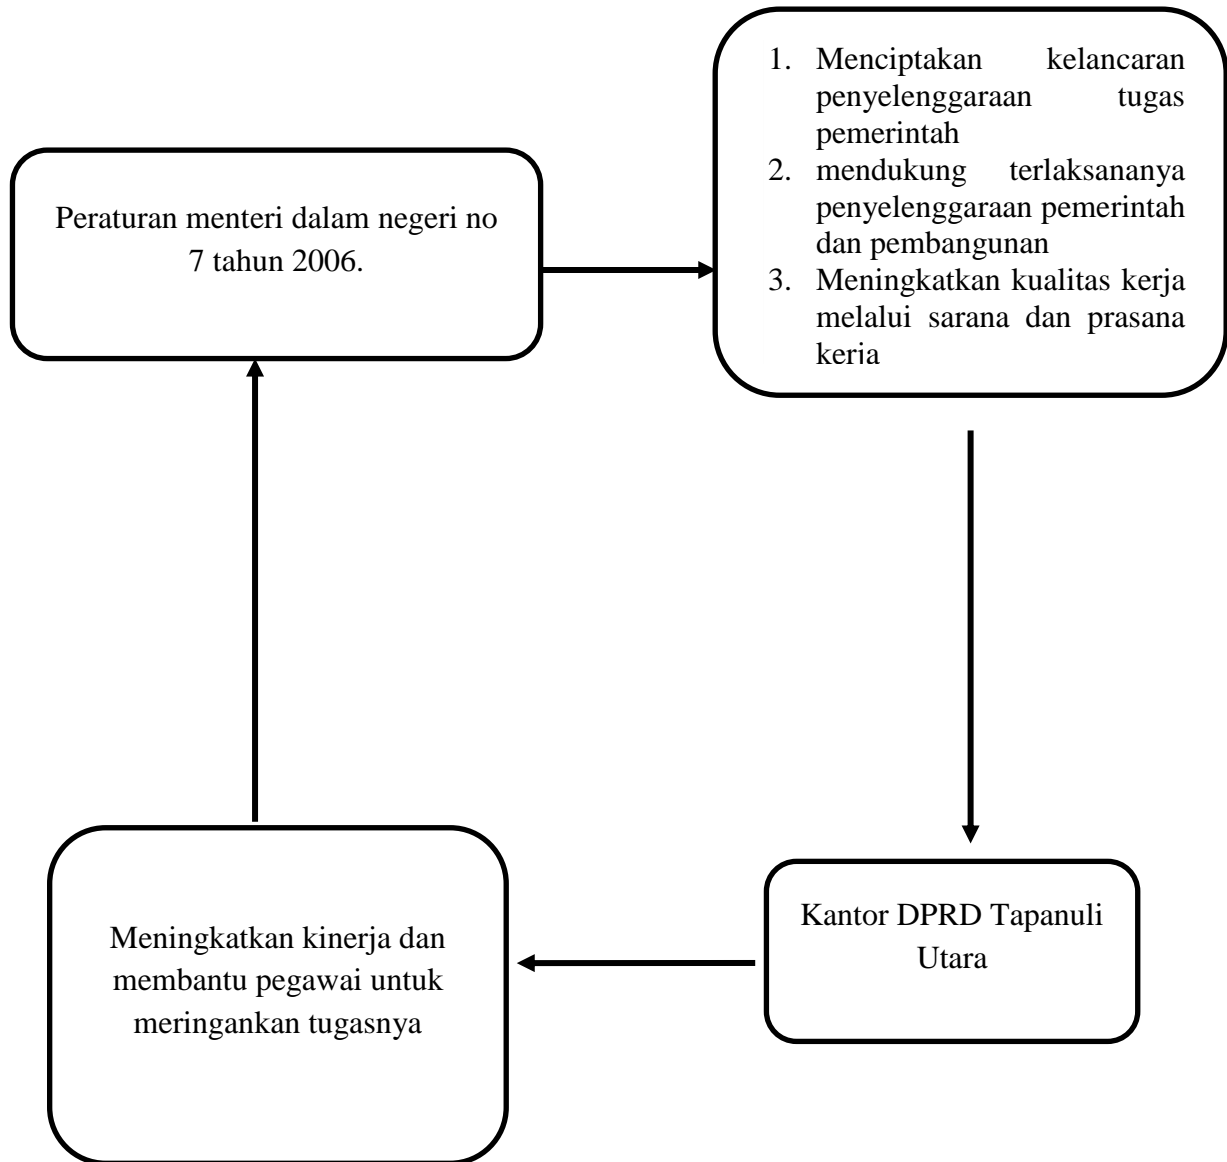 Peraturan menteri dalam negeri no
7 tahun 2006.
1. Menciptakan kelancaran
penyelenggaraan tugas
pemerintah
2. mendukung terlaksananya
penyelenggaraan pemerintah
dan pembangunan
3. Meningkatkan kualitas kerja
melalui sarana dan prasana
kerja
Kantor DPRD Tapanuli
Utara
Meningkatkan kinerja dan
membantu pegawai untuk
meringankan tugasnya